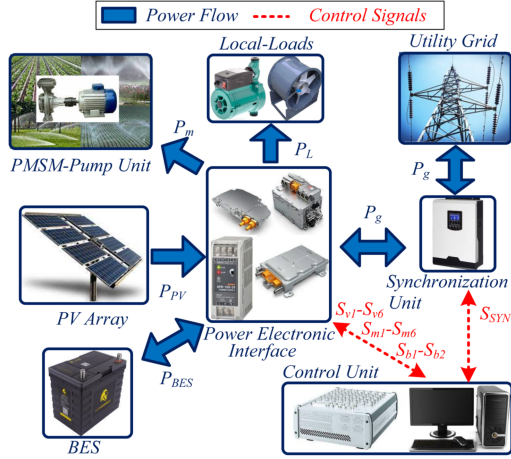 Power Flow
Control Signals
Local-Loads
Utility Grid
P_m
P_L
P_g
PMSM-Pump Unit
P_g
P_PV
Synchronization
Unit
PV Array
Power Electronic
Interface
S_v1-S_v6
S_m1-S_m6
S_b1-S_b2
S_SYN
P_BES
Control Unit
BES